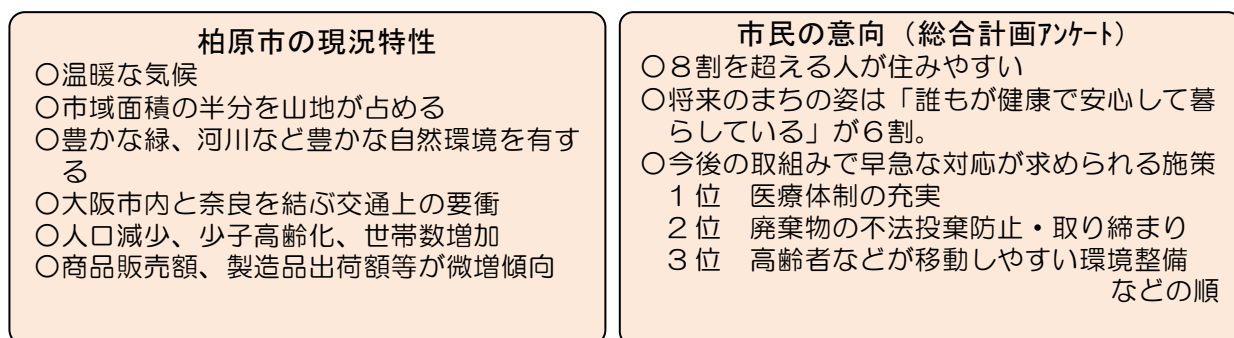 柏原市の現況特性
○温暖な気候
○市域面積の半分を山地が占める
○豊かな緑、河川など豊かな自然環境を有す
る
○大阪市内と奈良を結ぶ交通上の要衝
○人口減少、少子高齢化、世帯数増加
○商品販売額、製造品出荷額等が微増傾向
市民の意向（総合計画ｱﾝｹｰﾄ）
○８割を超える人が住みやすい
○将来のまちの姿は「誰もが健康で安心して暮
らしている」が６割。
○今後の取組みで早急な対応が求められる施策
１位　医療体制の充実
２位　廃棄物の不法投棄防止・取り締まり
３位　高齢者などが移動しやすい環境整備
などの順